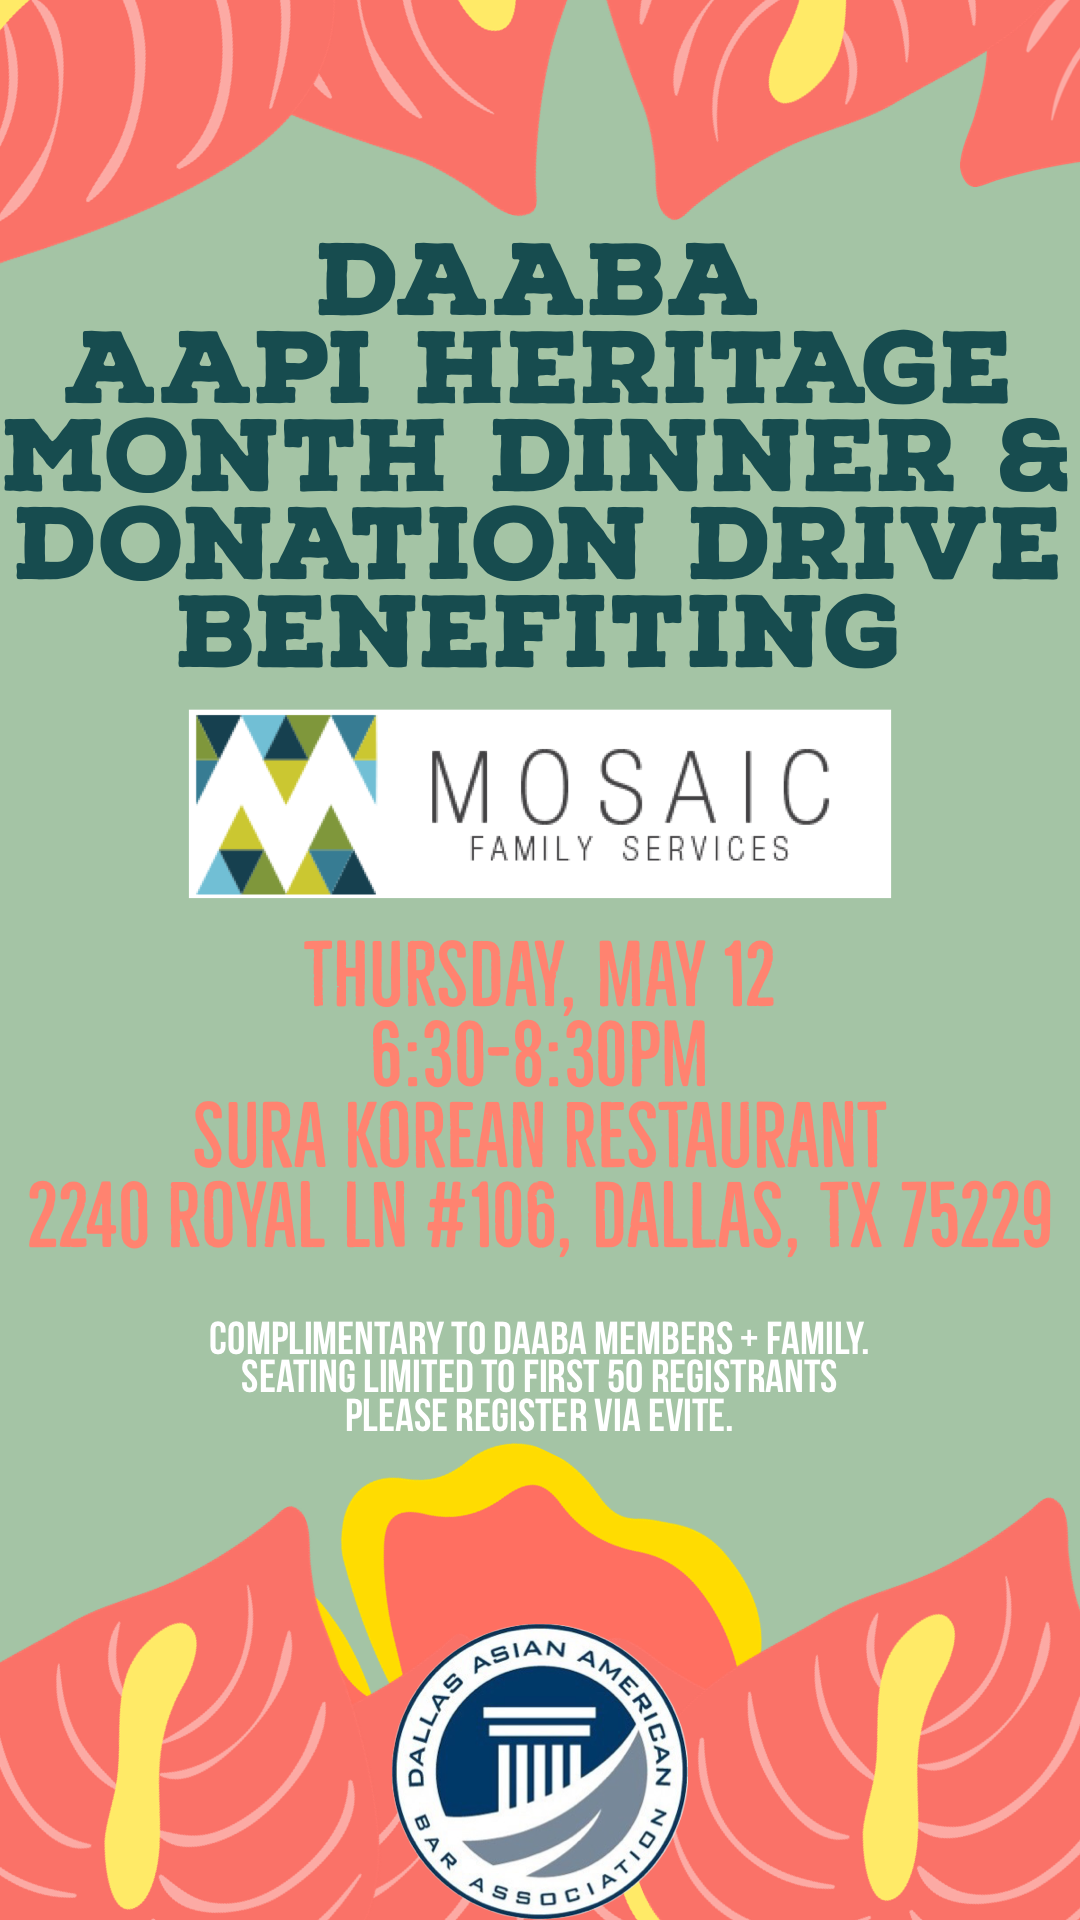 DAABA
AAPI HERITAGE
MONTH DINNER &
DONATION DRIVE
BENEFITING
MOSAIC
FAMILY SERVICES
THURSDAY, MAY 12
6:30-8:30PM
SURA KOREAN RESTAURANT
2240 ROYAL LN #106, DALLAS, TX 75229
COMPLIMENTARY TO DAABA MEMBERS + FAMILY.
SEATING LIMITED TO FIRST 50 REGISTRANTS
PLEASE REGISTER VIA EVITE.
DALLAS ASIAN AMERICAN
BAR ASSOCIATION